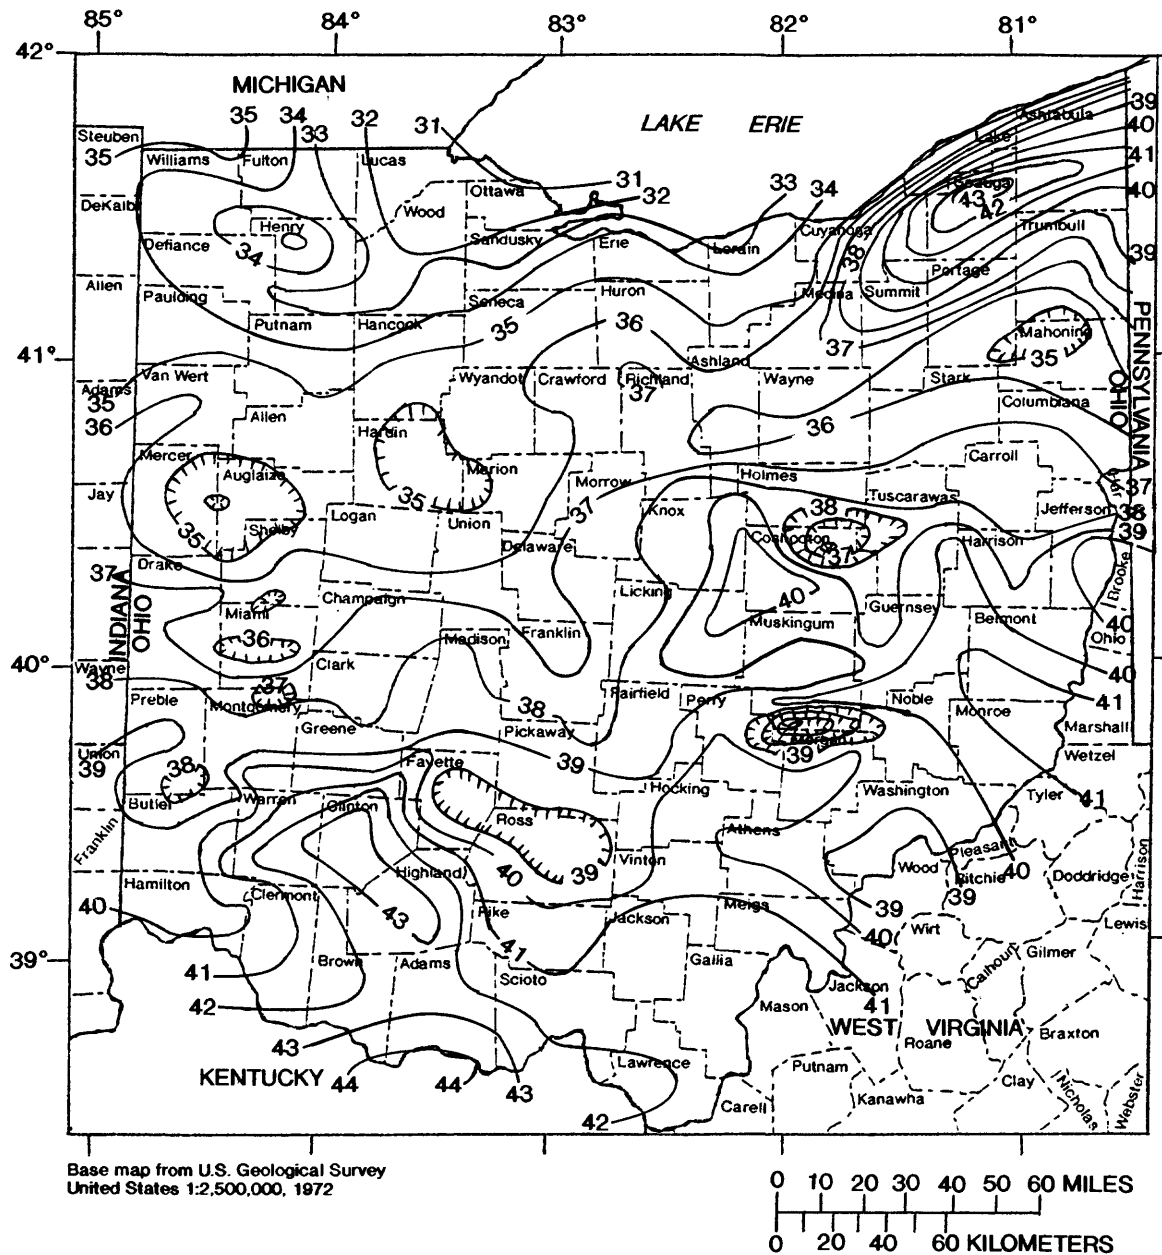 85° 84° 83° 82° 81°
42°
MICHIGAN
LAKE ERIE
35 34 33 32 31
39
Ashtabula
40
Steuben
35
Williams Fulton Lucas
Lake
41
Geauga
43
42
40
DeKalb
Ottawa
31
32
33 34
Wood
Henry
Defiance
34
Sandusky
Erie
Lorain
Cuyahoga
38
Trumbull
39
Portage
Allen
Paulding
Seneca
Huron
Medina Summit
Putnam Hancock
35
36
37
Mahoning
35
PENNSYLVANIA
OHIO
41°
Ashland
Adams
35
36
Van Wert
Wyandot Crawford Richland
37
Wayne
Stark
Columbiana
Allen
Hardin
36
Mercer
Auglaize
Marion
Morrow
Holmes
Carroll
Jay
35
35
37
Knox
38
Tuscarawas
37
Jefferson
38
39
Shelby
Logan
Union
Delaware
Coshocton
37
Harrison
Drake
37
INDIANA
OHIO
Miami
Champaign
Licking
40
Guernsey
Brooke
36
Madison
Franklin
Muskingum
Belmont
40
Ohio
40°
Wayne
38
Clark
40
Preble
37
Montgomery
38
Fairfield Perry
Noble
Monroe
41
Greene
Pickaway
Morgan
39
Marshall
Union
39
38
Fayette
39
Wetzel
Butler
Warren
Clinton
Hocking
Washington
Tyler
41
Franklin
Ross
Athens
Pleasant
Harrison
Hamilton
Clermont
Highland
40
39
Vinton
Wood
Ritchie
40
39
Doddridge
40
43
Pike
Jackson
Meigs
39
40
Wirt
Lewis
39°
41
Brown
Adams
41
Scioto
Gallia
Calhoun
Gilmer
42
Mason
Jackson
41
WEST VIRGINIA
Roane
Braxton
43
KENTUCKY
44
44
43
Lawrence
42
Putnam
Carell
Kanawha
Clay
Nicholas
Webster
Base map from U.S. Geological Survey
United States 1:2,500,000, 1972
0 10 20 30 40 50 60 MILES
0 20 40 60 KILOMETERS